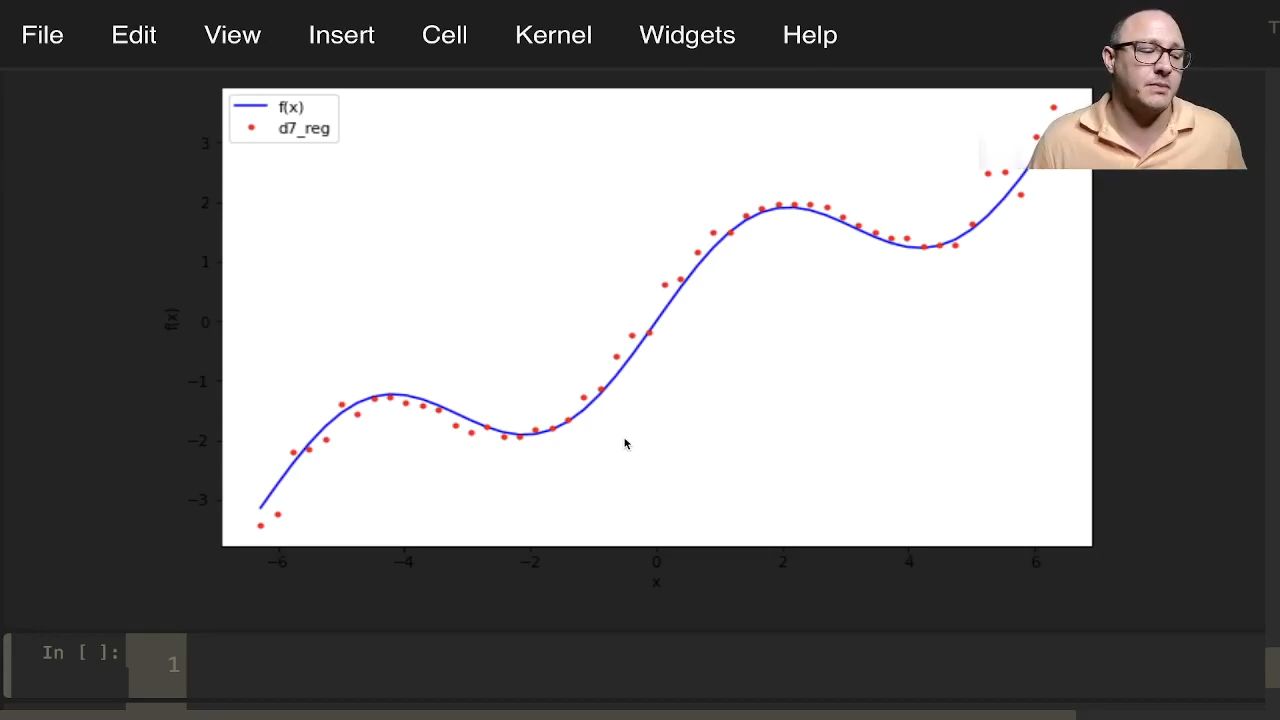 File Edit View Insert Cell Kernel Widgets Help
f(x)
d7_reg
3
2
1
0
−1
−2
−3
f(x)
−6 −4 −2 0 2 4 6
x
In [ ]: 1